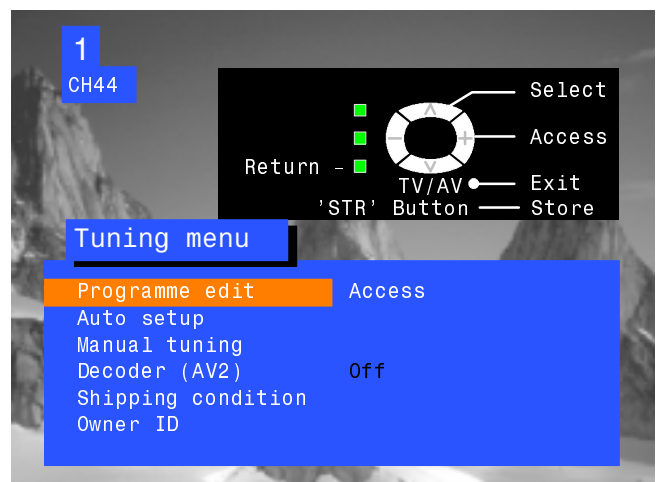 1
CH44
Select
Access
Return –
TV/AV
Exit
'STR' Button
Store
Tuning menu
Programme edit Access
Auto setup
Manual tuning
Decoder (AV2) Off
Shipping condition
Owner ID